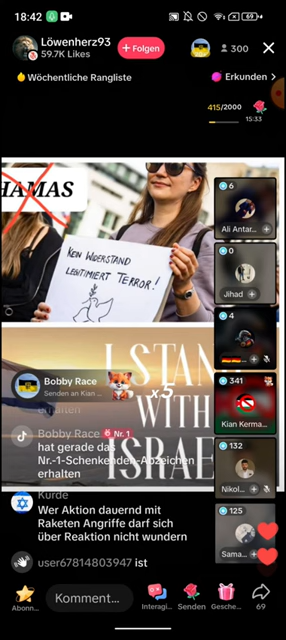 18:42
69
Löwenherz93
59.7K Likes
+ Folgen
300
Wöchentliche Rangliste
Erkunden >
415/2000
15:33
HAMAS
KEIN WIDERSTAND
LEGITIMIERT TERROR!
6
Ali Antar...
0
Jihad
4
341
Kian Kerma...
132
Nikol...
125
Sama...
I STAN
WITH
ISRAE
Bobby Race
Senden an Kian ...
x5
erhalten
Bobby Race Nr. 1
hat gerade das
Nr.-1-Schenkenden-Abzeichen
erhalten
Kurde
Wer Aktion dauernd mit
Raketen Angriffe darf sich
über Reaktion nicht wundern
user67814803947 ist
Komment...
Abonn...
Interagi...
Senden
Gesche...
69